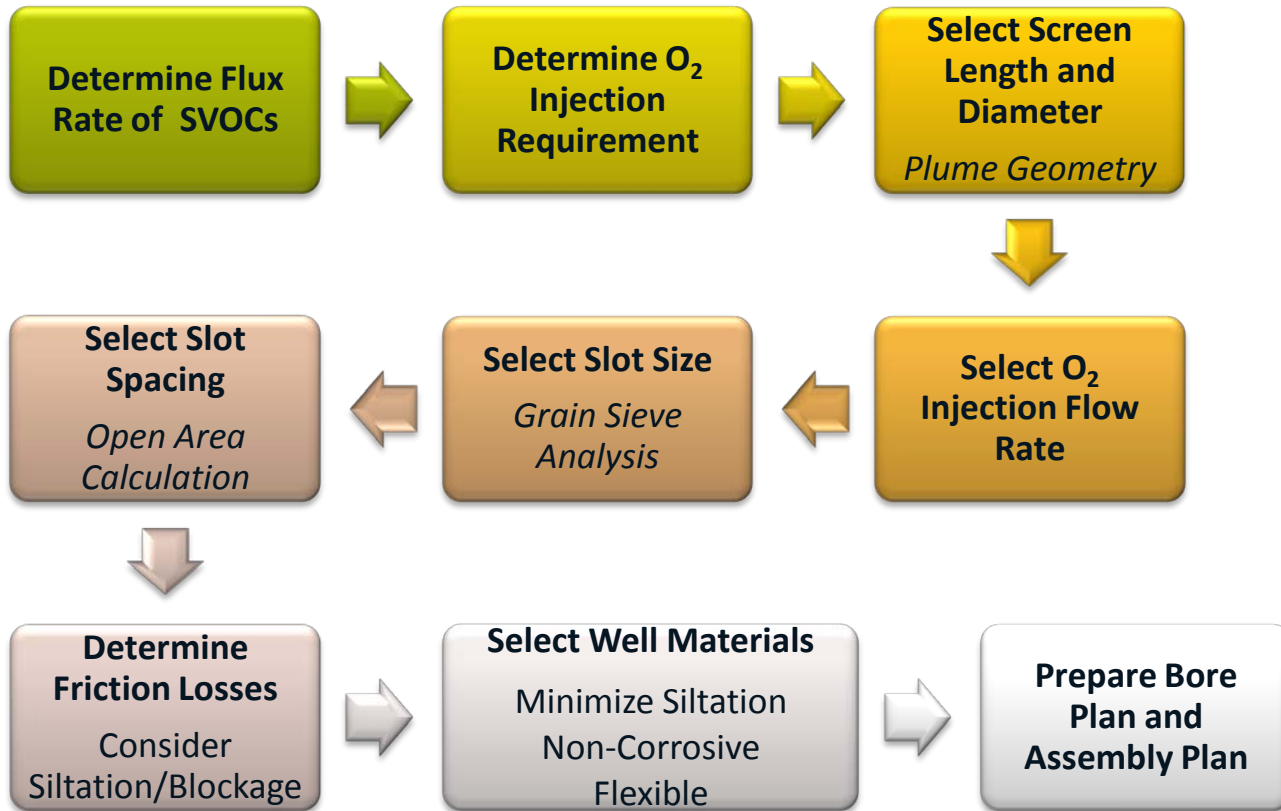 Determine Flux
Rate of SVOCs
Determine O₂
Injection
Requirement
Select Screen
Length and
Diameter
Plume Geometry
Select Slot
Spacing
Open Area
Calculation
Select Slot Size
Grain Sieve
Analysis
Select O₂
Injection Flow
Rate
Determine
Friction Losses
Consider
Siltation/Blockage
Select Well Materials
Minimize Siltation
Non-Corrosive
Flexible
Prepare Bore
Plan and
Assembly Plan